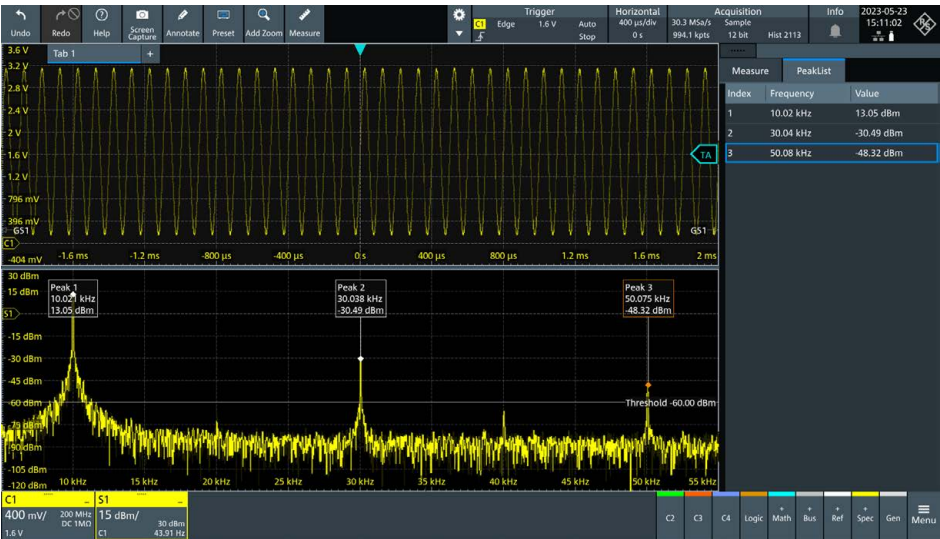 Undo
Redo
Help
Screen Capture
Annotate
Preset
Add Zoom
Measure
Trigger
C1 Edge 1.6 V Auto
Stop
Horizontal
400 µs/div
0 s
Acquisition
30.3 MSa/s Sample
994.1 kpts 12 bit Hist 2113
Info
2023-05-23
15:11:02
Tab 1 +
3.6 V
3.2 V
2.8 V
2.4 V
2 V
1.6 V
1.2 V
796 mV
396 mV
-404 mV
GS1
GS1
C1
TA
-1.6 ms -1.2 ms -800 µs -400 µs 0 s 400 µs 800 µs 1.2 ms 1.6 ms 2 ms
Measure PeakList
Index Frequency Value
1 10.02 kHz 13.05 dBm
2 30.04 kHz -30.49 dBm
3 50.08 kHz -48.32 dBm
30 dBm
15 dBm
S1
-15 dBm
-30 dBm
-45 dBm
-60 dBm
-75 dBm
-90 dBm
-105 dBm
-120 dBm
Peak 1
10.021 kHz
13.05 dBm
Peak 2
30.038 kHz
-30.49 dBm
Peak 3
50.075 kHz
-48.32 dBm
Threshold -60.00 dBm
10 kHz 15 kHz 20 kHz 25 kHz 30 kHz 35 kHz 40 kHz 45 kHz 50 kHz 55 kHz
C1
400 mV/ 200 MHz
DC 1MΩ
1.6 V
S1
15 dBm/
30 dBm
C1 43.91 Hz
C2
C3
C4
Logic
+ Math
+ Bus
+ Ref
+ Spec
Gen
Menu